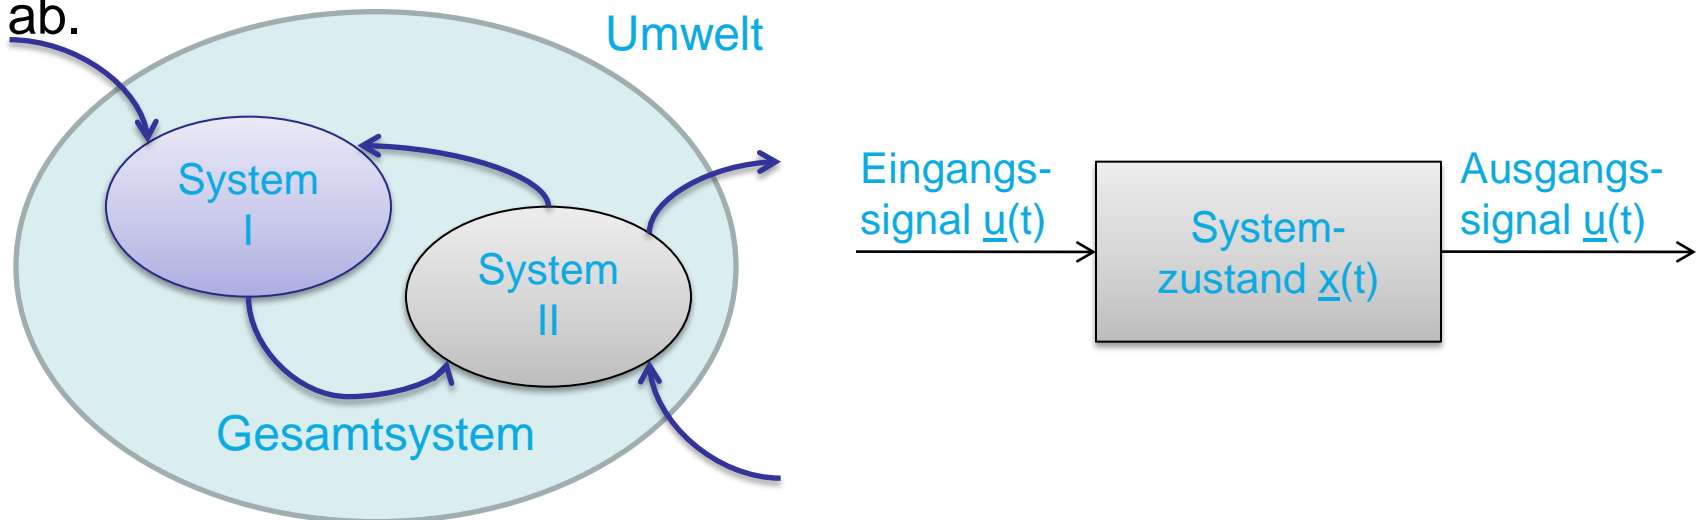 ab.
Umwelt
System
I
System
II
Gesamtsystem
Eingangs-
signal u(t)
System-
zustand x(t)
Ausgangs-
signal u(t)